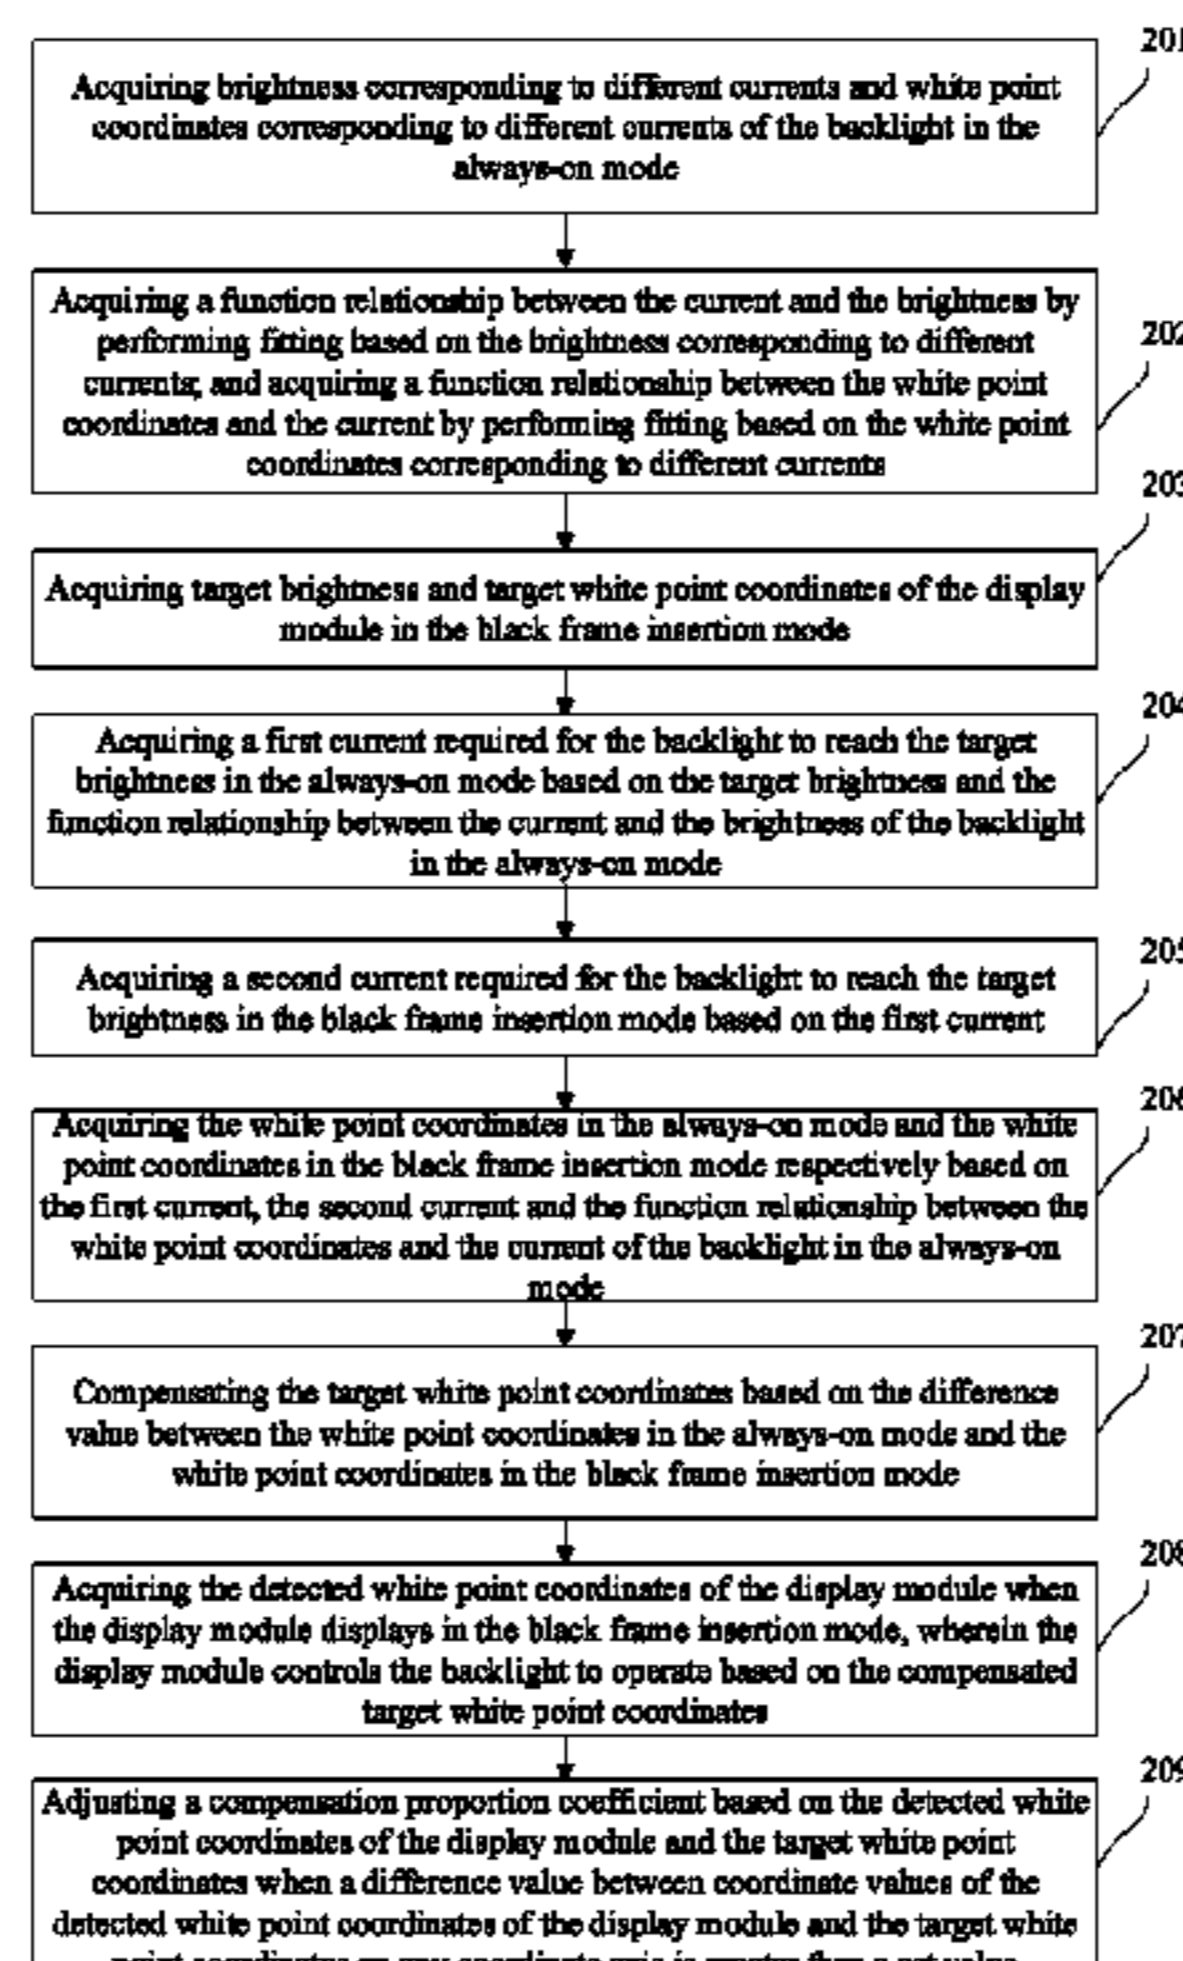 201
Acquiring brightness corresponding to different currents and white point
coordinates corresponding to different currents of the backlight in the
always-on mode
Acquiring a function relationship between the current and the brightness by
performing fitting based on the brightness corresponding to different
currents, and acquiring a function relationship between the white point
coordinates and the current by performing fitting based on the white point
coordinates corresponding to different currents
202
203
Acquiring target brightness and target white point coordinates of the display
module in the black frame insertion mode
204
Acquiring a first current required for the backlight to reach the target
brightness in the always-on mode based on the target brightness and the
function relationship between the current and the brightness of the backlight
in the always-on mode
205
Acquiring a second current required for the backlight to reach the target
brightness in the black frame insertion mode based on the first current
206
Acquiring the white point coordinates in the always-on mode and the white
point coordinates in the black frame insertion mode respectively based on
the first current, the second current and the function relationship between the
white point coordinates and the current of the backlight in the always-on
mode
207
Compensating the target white point coordinates based on the difference
value between the white point coordinates in the always-on mode and the
white point coordinates in the black frame insertion mode
208
Acquiring the detected white point coordinates of the display module when
the display module displays in the black frame insertion mode, wherein the
display module controls the backlight to operate based on the compensated
target white point coordinates
209
Adjusting a compensation proportion coefficient based on the detected white
point coordinates of the display module and the target white point
coordinates when a difference value between coordinate values of the
detected white point coordinates of the display module and the target white